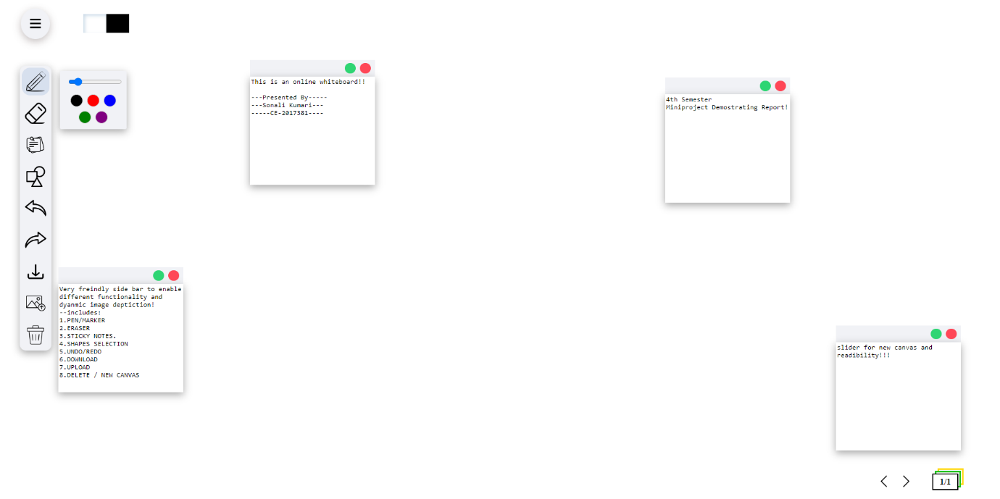 This is an online whiteboard!!
---Presented By-----
---Sonali Kumari---
-----CE-2017381----
4th Semester
Miniproject Demostrating Report!
Very freindly side bar to enable
different functionality and
dyanmic image deptiction!
--includes:
1.PEN/MARKER
2.ERASER
3.STICKY NOTES.
4.SHAPES SELECTION
5.UNDO/REDO
6.DOWNLOAD
7.UPLOAD
8.DELETE / NEW CANVAS
slider for new canvas and
readibility!!!
1/1